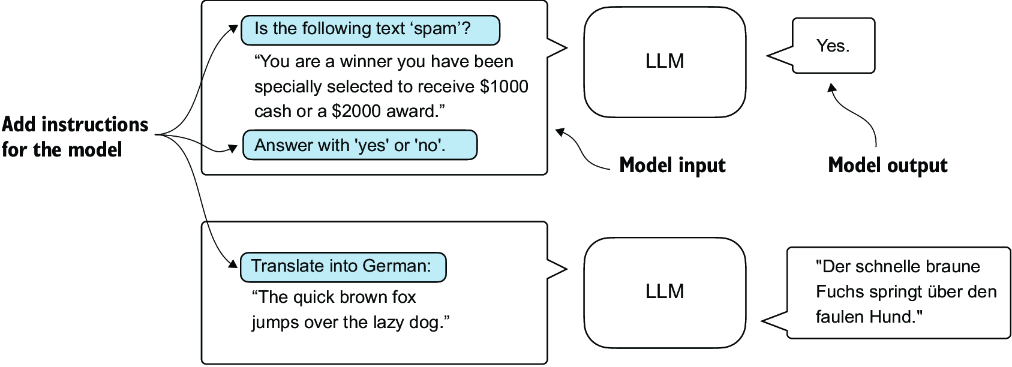 Is the following text ‘spam’?
“You are a winner you have been
specially selected to receive $1000
cash or a $2000 award.”
Answer with 'yes' or 'no'.
LLM
Yes.
Add instructions
for the model
Model input
Model output
Translate into German:
“The quick brown fox
jumps over the lazy dog.”
LLM
"Der schnelle braune
Fuchs springt über den
faulen Hund."